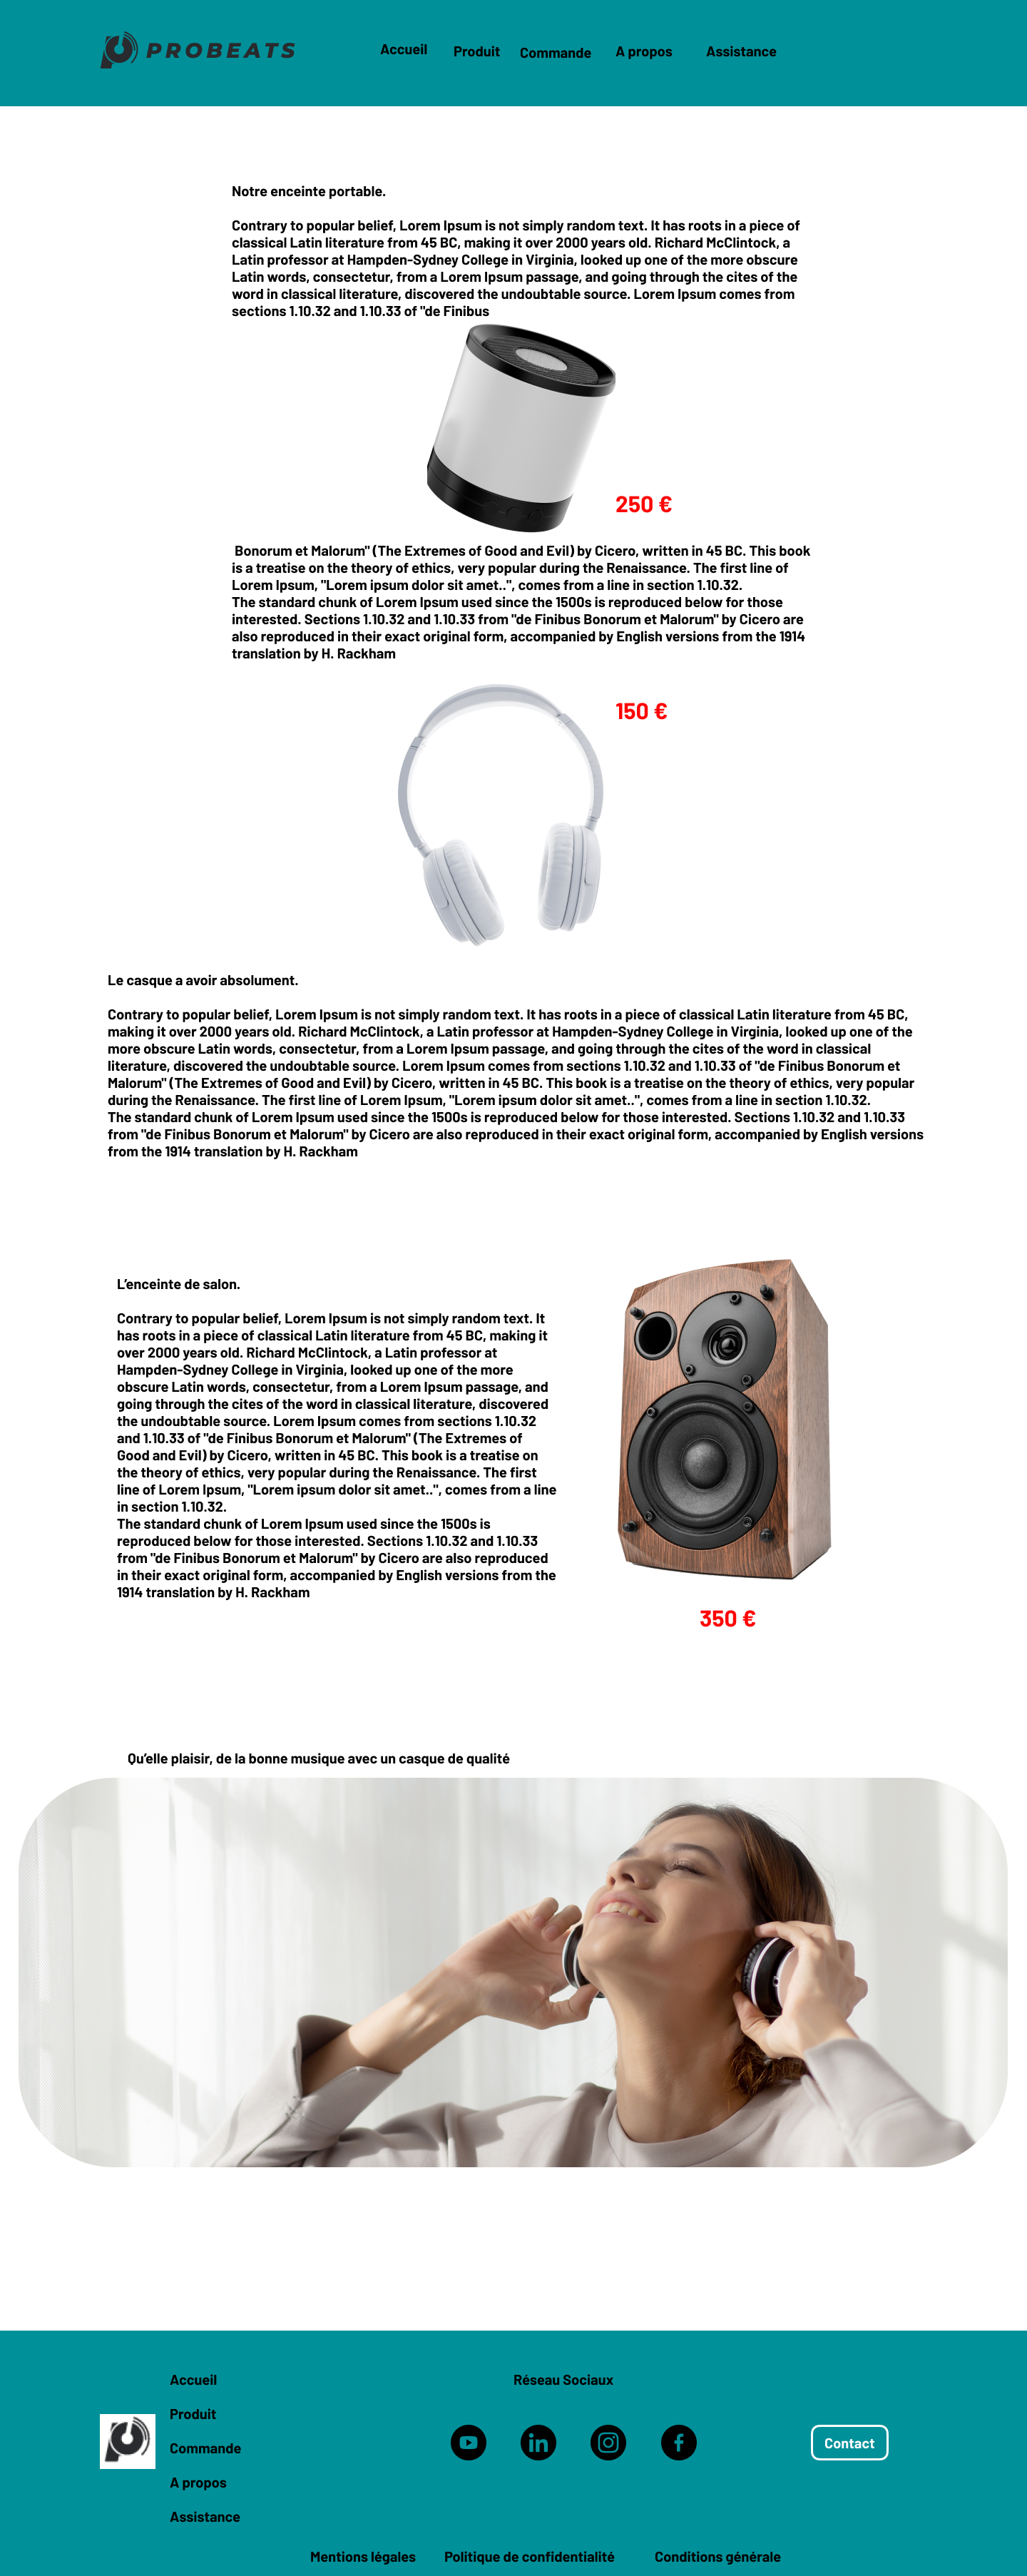 PROBEATS
Accueil
Produit
Commande
A propos
Assistance
Notre enceinte portable.
Contrary to popular belief, Lorem Ipsum is not simply random text. It has roots in a piece of
classical Latin literature from 45 BC, making it over 2000 years old. Richard McClintock, a
Latin professor at Hampden-Sydney College in Virginia, looked up one of the more obscure
Latin words, consectetur, from a Lorem Ipsum passage, and going through the cites of the
word in classical literature, discovered the undoubtable source. Lorem Ipsum comes from
sections 1.10.32 and 1.10.33 of "de Finibus
250 €
Bonorum et Malorum" (The Extremes of Good and Evil) by Cicero, written in 45 BC. This book
is a treatise on the theory of ethics, very popular during the Renaissance. The first line of
Lorem Ipsum, "Lorem ipsum dolor sit amet..", comes from a line in section 1.10.32.
The standard chunk of Lorem Ipsum used since the 1500s is reproduced below for those
interested. Sections 1.10.32 and 1.10.33 from "de Finibus Bonorum et Malorum" by Cicero are
also reproduced in their exact original form, accompanied by English versions from the 1914
translation by H. Rackham
150 €
Le casque a avoir absolument.
Contrary to popular belief, Lorem Ipsum is not simply random text. It has roots in a piece of classical Latin literature from 45 BC,
making it over 2000 years old. Richard McClintock, a Latin professor at Hampden-Sydney College in Virginia, looked up one of the
more obscure Latin words, consectetur, from a Lorem Ipsum passage, and going through the cites of the word in classical
literature, discovered the undoubtable source. Lorem Ipsum comes from sections 1.10.32 and 1.10.33 of "de Finibus Bonorum et
Malorum" (The Extremes of Good and Evil) by Cicero, written in 45 BC. This book is a treatise on the theory of ethics, very popular
during the Renaissance. The first line of Lorem Ipsum, "Lorem ipsum dolor sit amet..", comes from a line in section 1.10.32.
The standard chunk of Lorem Ipsum used since the 1500s is reproduced below for those interested. Sections 1.10.32 and 1.10.33
from "de Finibus Bonorum et Malorum" by Cicero are also reproduced in their exact original form, accompanied by English versions
from the 1914 translation by H. Rackham
L'enceinte de salon.
Contrary to popular belief, Lorem Ipsum is not simply random text. It
has roots in a piece of classical Latin literature from 45 BC, making it
over 2000 years old. Richard McClintock, a Latin professor at
Hampden-Sydney College in Virginia, looked up one of the more
obscure Latin words, consectetur, from a Lorem Ipsum passage, and
going through the cites of the word in classical literature, discovered
the undoubtable source. Lorem Ipsum comes from sections 1.10.32
and 1.10.33 of "de Finibus Bonorum et Malorum" (The Extremes of
Good and Evil) by Cicero, written in 45 BC. This book is a treatise on
the theory of ethics, very popular during the Renaissance. The first
line of Lorem Ipsum, "Lorem ipsum dolor sit amet..", comes from a line
in section 1.10.32.
The standard chunk of Lorem Ipsum used since the 1500s is
reproduced below for those interested. Sections 1.10.32 and 1.10.33
from "de Finibus Bonorum et Malorum" by Cicero are also reproduced
in their exact original form, accompanied by English versions from the
1914 translation by H. Rackham
350 €
Qu'elle plaisir, de la bonne musique avec un casque de qualité
Accueil
Produit
Commande
A propos
Assistance
Réseau Sociaux
in
f
Contact
Mentions légales
Politique de confidentialité
Conditions générale